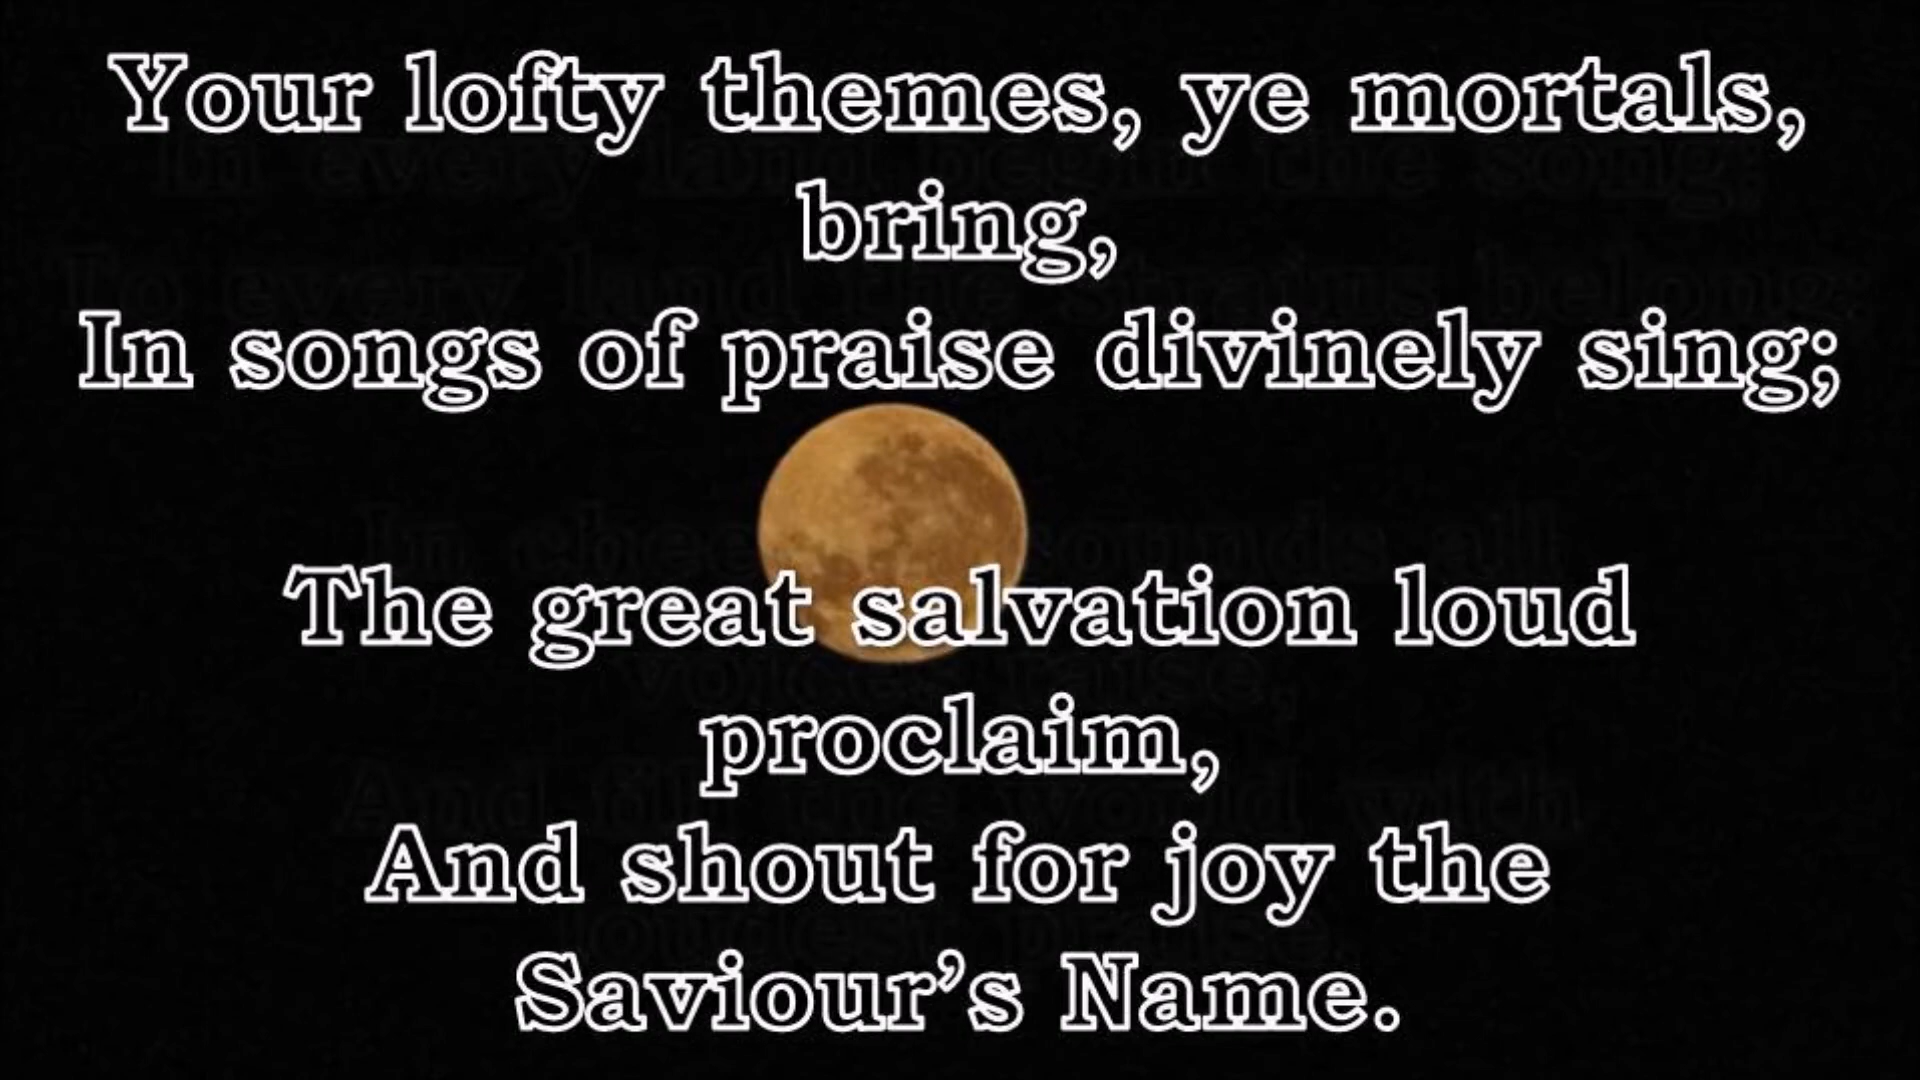 Your lofty themes, ye mortals,
bring,
In songs of praise divinely sing;
The great salvation loud
proclaim,
And shout for joy the
Saviour’s Name.